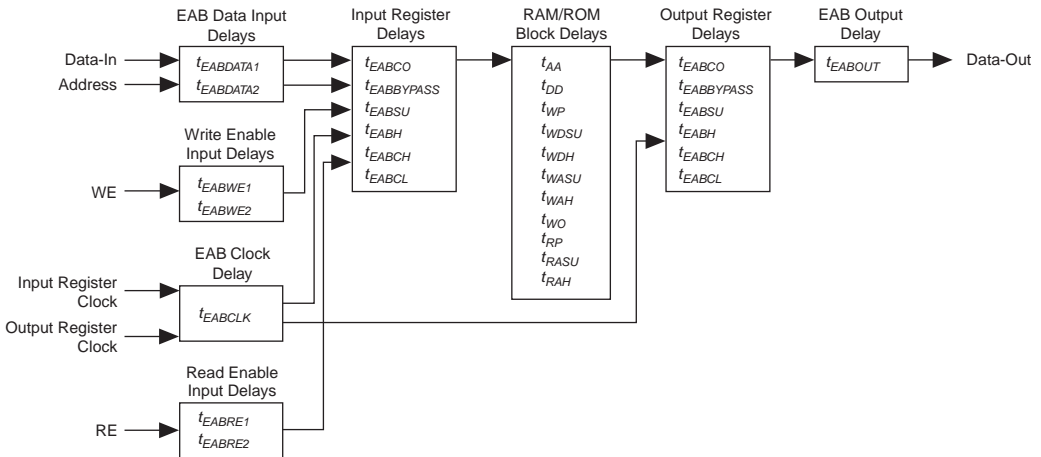 EAB Data Input
Delays
Data-In
Address
tEABDATA1
tEABDATA2
Write Enable
Input Delays
WE
tEABWE1
tEABWE2
EAB Clock
Delay
Input Register
Clock
Output Register
Clock
tEABCLK
Read Enable
Input Delays
RE
tEABRE1
tEABRE2
Input Register
Delays
tEABCO
tEABBYPASS
tEABSU
tEABH
tEABCH
tEABCL
RAM/ROM
Block Delays
tAA
tDD
tWP
tWDSU
tWDH
tWASU
tWAH
tWO
tRP
tRASU
tRAH
Output Register
Delays
tEABCO
tEABBYPASS
tEABSU
tEABH
tEABCH
tEABCL
EAB Output
Delay
tEABOUT
Data-Out